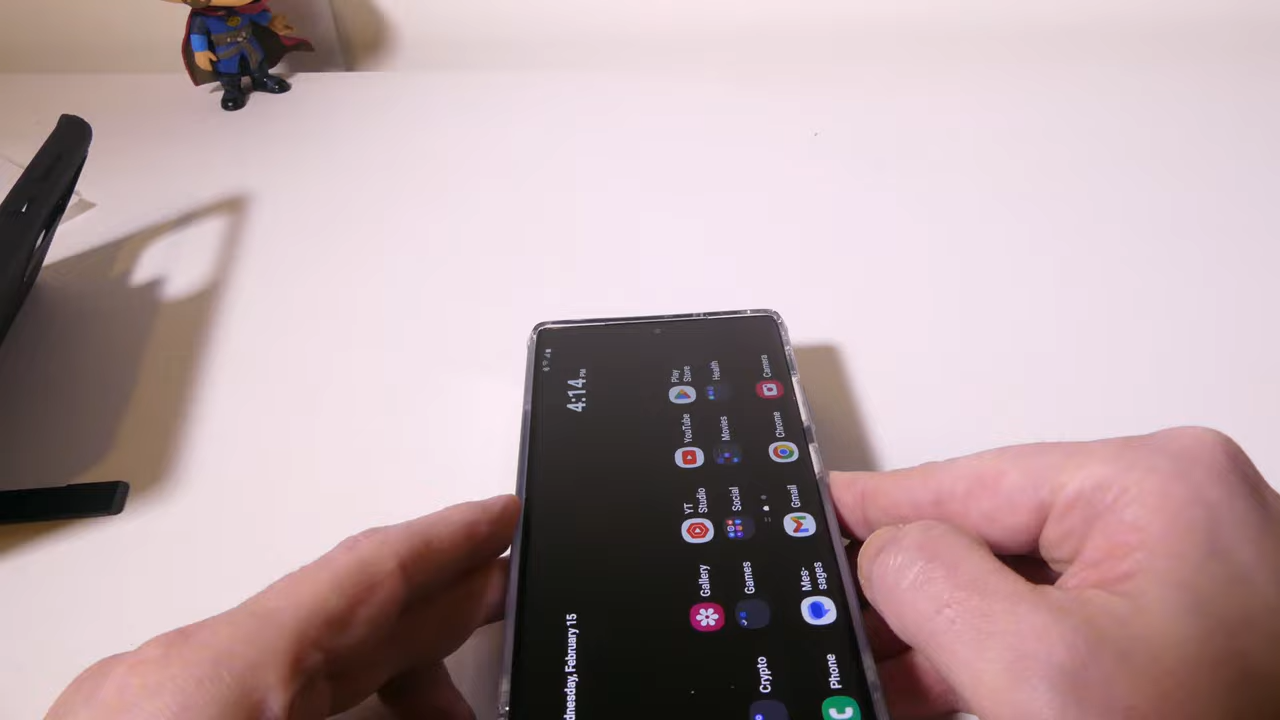 4:14 PM
dnesday, February 15
Gallery
YT
Studio
YouTube
Play
Store
Crypto
Games
Social
Movies
Health
Phone
Mes-
sages
Gmail
Chrome
Camera